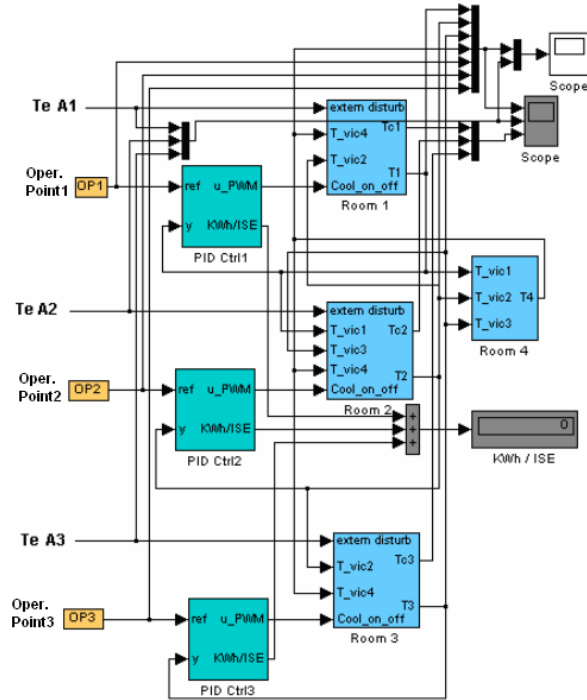 Scope
Te A1
extern disturb
T_vic4
Tc1
T_vic2
T1
Cool_on_off
Room 1
Scope
Oper.
Point1
OP1
ref
u_PWM
y
KWh/ISE
PID Ctrl1
T_vic1
T_vic2
T4
T_vic3
Room 4
Te A2
extern disturb
T_vic1
Tc2
T_vic3
T_vic4
T2
Cool_on_off
Room 2
Oper.
Point2
OP2
ref
u_PWM
y
KWh/ISE
PID Ctrl2
+
+
+
0
KWh / ISE
Te A3
extern disturb
T_vic2
Tc3
T_vic4
T3
Cool_on_off
Room 3
Oper.
Point3
OP3
ref
u_PWM
y
KWh/ISE
PID Ctrl3